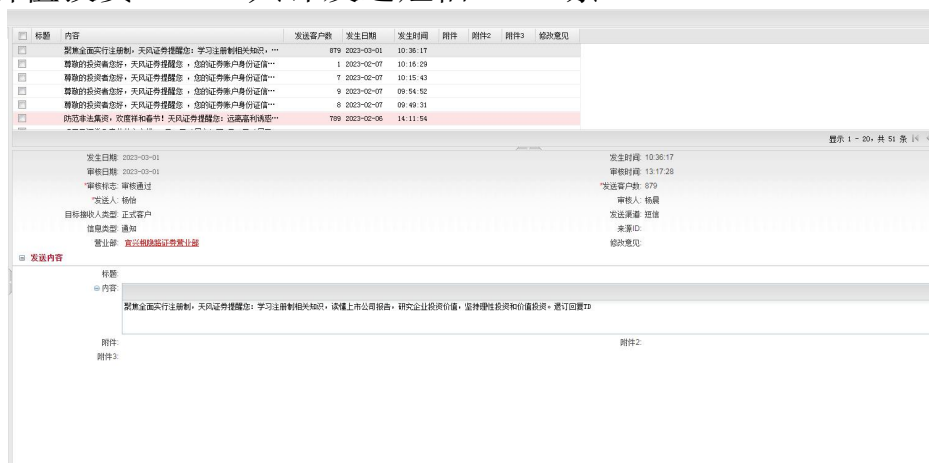 标题 内容 发送客户数 发生日期 发生时间 附件 附件2 附件3 修改意见
聚焦全面实行注册制，天风证券提醒您：学习注册制相关知识，… 879 2023-03-01 10:36:17
尊敬的投资者您好，天风证券提醒您 ，您的证券账户身份证信… 1 2023-02-07 10:16:29
尊敬的投资者您好，天风证券提醒您 ，您的证券账户身份证信… 7 2023-02-07 10:15:43
尊敬的投资者您好，天风证券提醒您 ，您的证券账户身份证信… 9 2023-02-07 09:54:52
尊敬的投资者您好，天风证券提醒您 ，您的证券账户身份证信… 8 2023-02-07 09:49:31
防范非法集资，欢度祥和春节！天风证券提醒您：远离高利诱惑… 789 2023-02-06 14:11:54
显示 1 - 20，共 51 条
发生日期: 2023-03-01 发生时间: 10:36:17
审核日期: 2023-03-01 审核时间: 13:17:28
*审核标志: 审核通过 *发送客户数: 879
*发送人: 杨怡 审核人: 杨晨
目标接收人类型: 正式客户 发送渠道: 短信
信息类型: 通知 来源ID:
营业部: 宜兴桃隐路证券营业部 修改意见:
发送内容
标题:
内容:
聚焦全面实行注册制，天风证券提醒您：学习注册制相关知识，读懂上市公司报告，研究企业投资价值，坚持理性投资和价值投资。退订回复TD
附件: 附件2:
附件3: